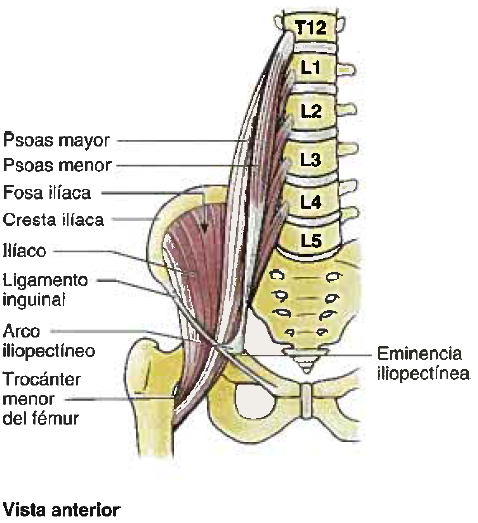 T12
L1
L2
L3
L4
L5
Psoas mayor
Psoas menor
Fosa ilíaca
Cresta ilíaca
Ilíaco
Ligamento
inguinal
Arco
iliopectíneo
Trocánter
menor
del fémur
Eminencia
iliopectínea
Vista anterior